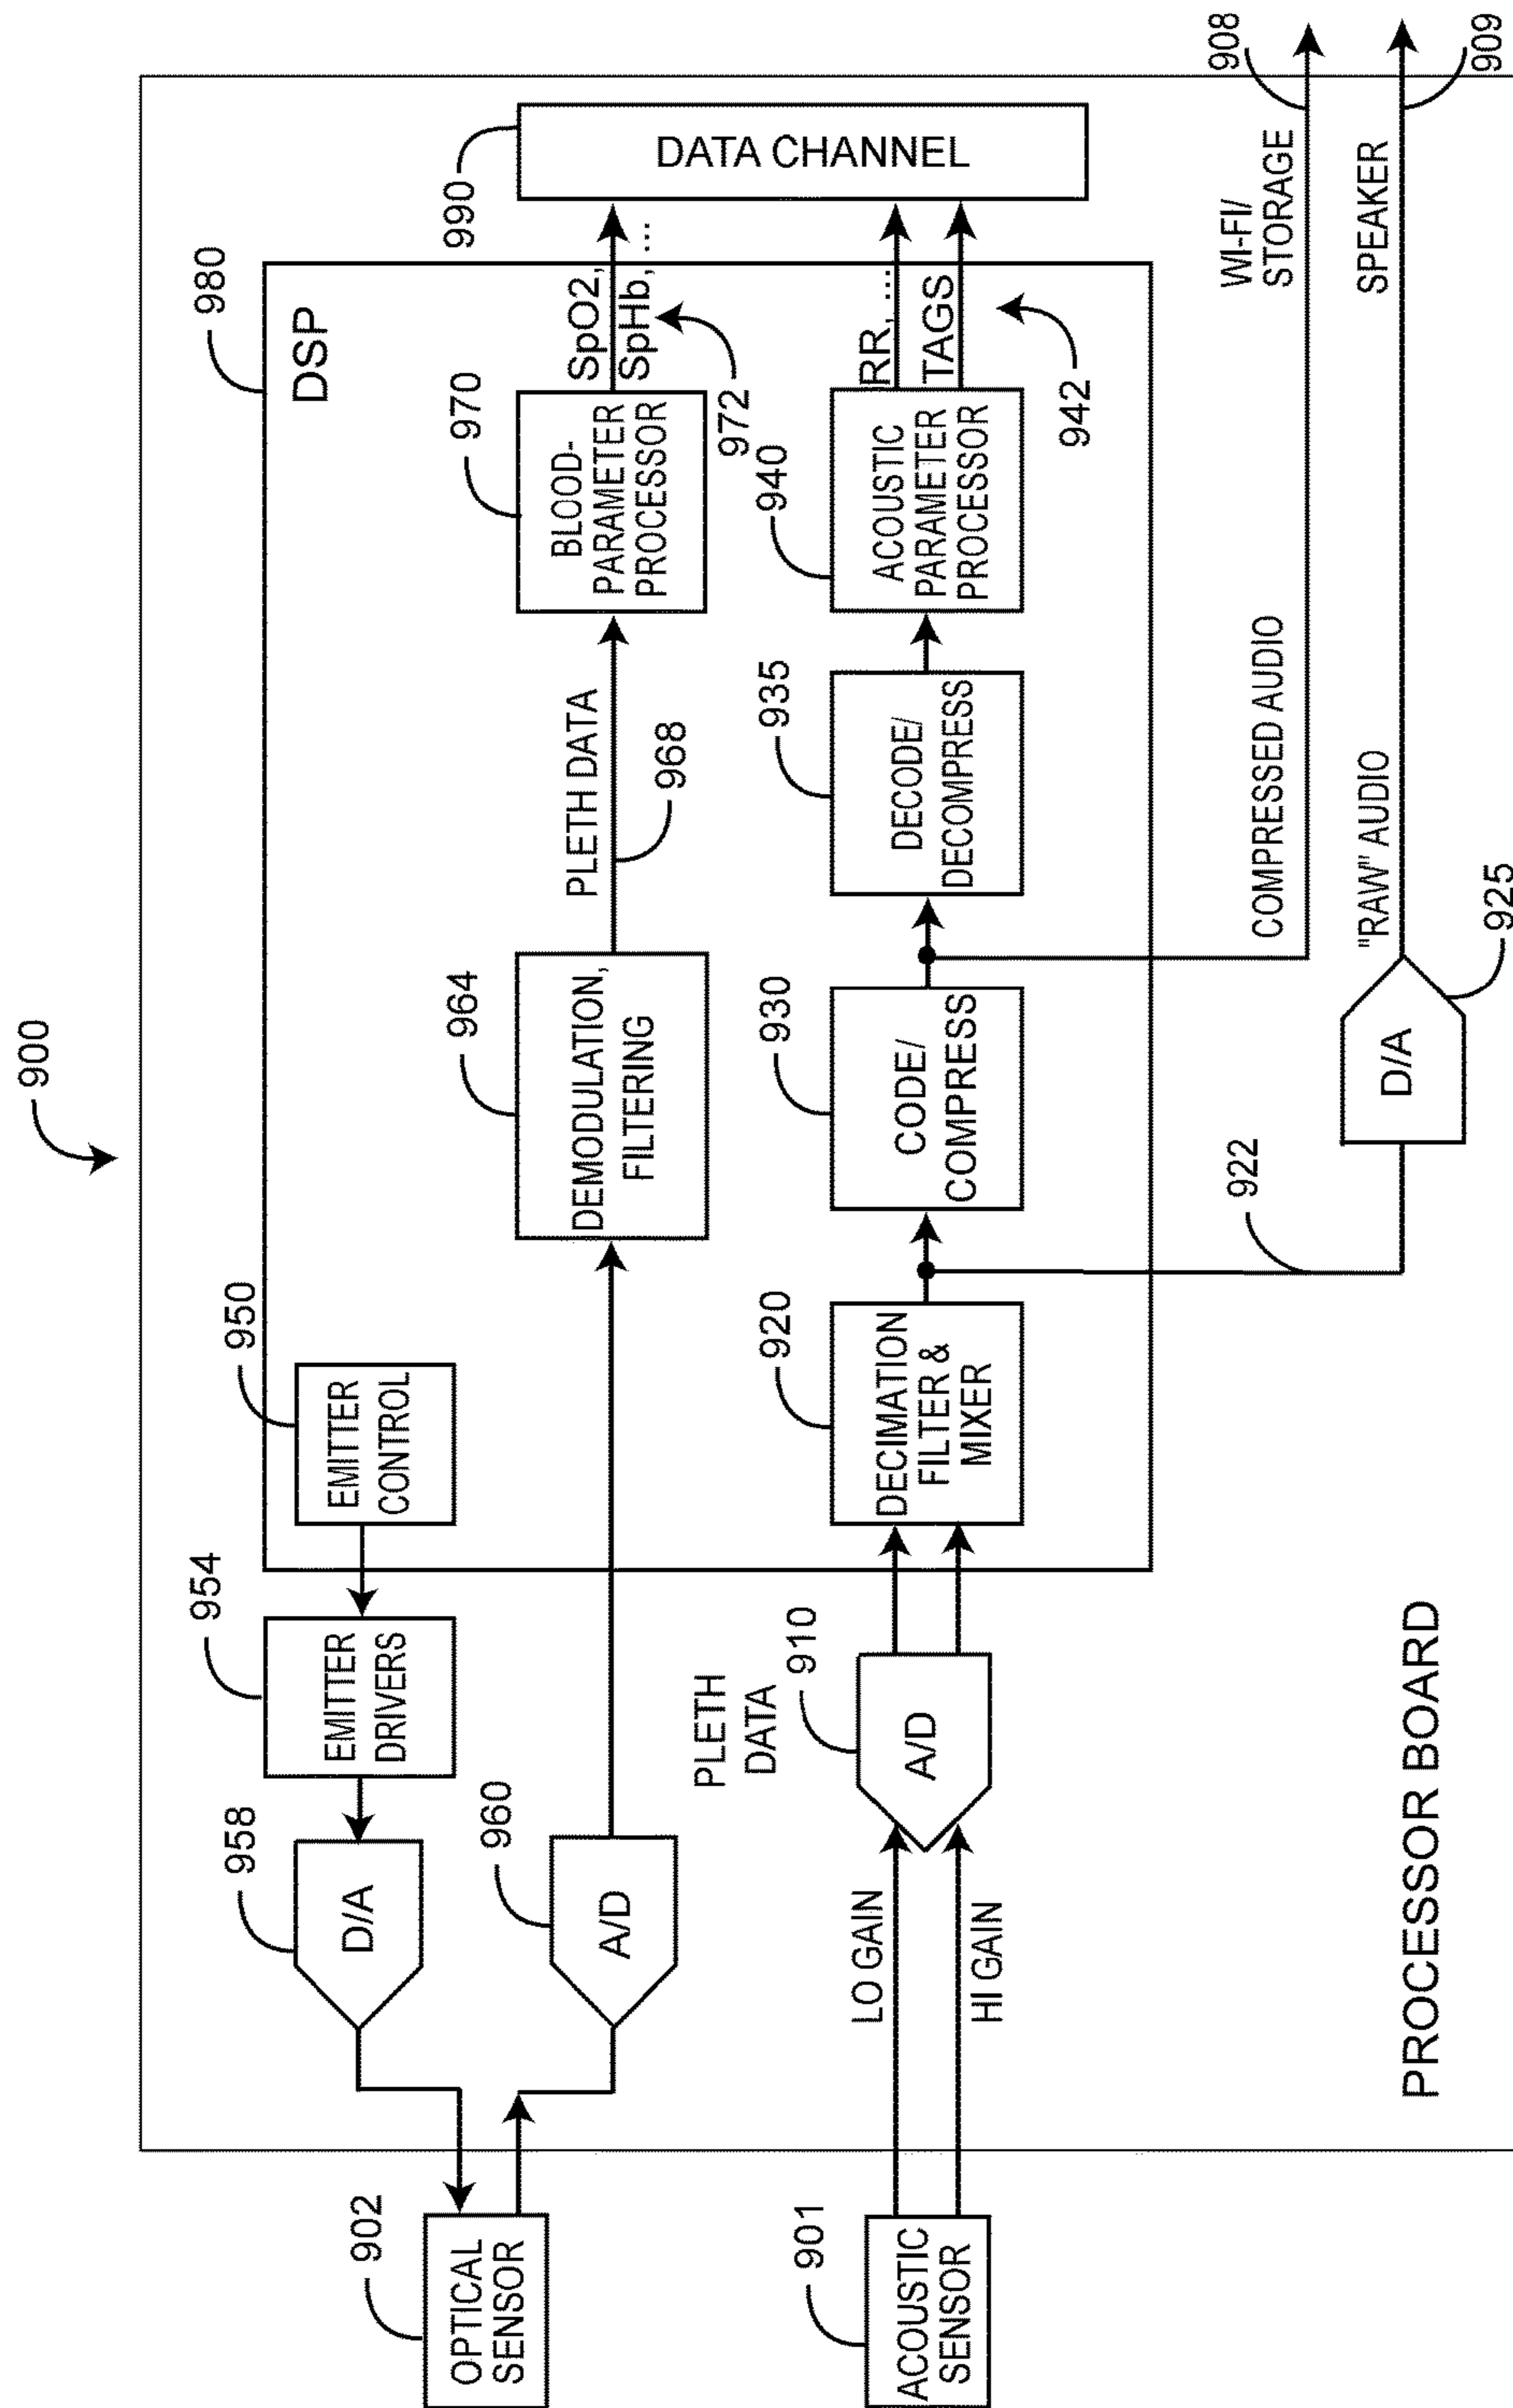 900
980
DSP
990
DATA CHANNEL
950
EMITTER
CONTROL
954
EMITTER
DRIVERS
958
D/A
902
OPTICAL
SENSOR
960
A/D
964
DEMODULATION,
FILTERING
PLETH DATA
968
970
BLOOD-
PARAMETER
PROCESSOR
SpO2,
SpHb, ...
972
901
ACOUSTIC
SENSOR
LO GAIN
HI GAIN
PLETH
DATA
910
A/D
920
DECIMATION
FILTER &
MIXER
930
CODE/
COMPRESS
935
DECODE/
DECOMPRESS
940
ACOUSTIC
PARAMETER
PROCESSOR
RR, ...
TAGS
942
922
COMPRESSED AUDIO
WI-FI/
STORAGE
908
D/A
925
"RAW" AUDIO
SPEAKER
909
PROCESSOR BOARD